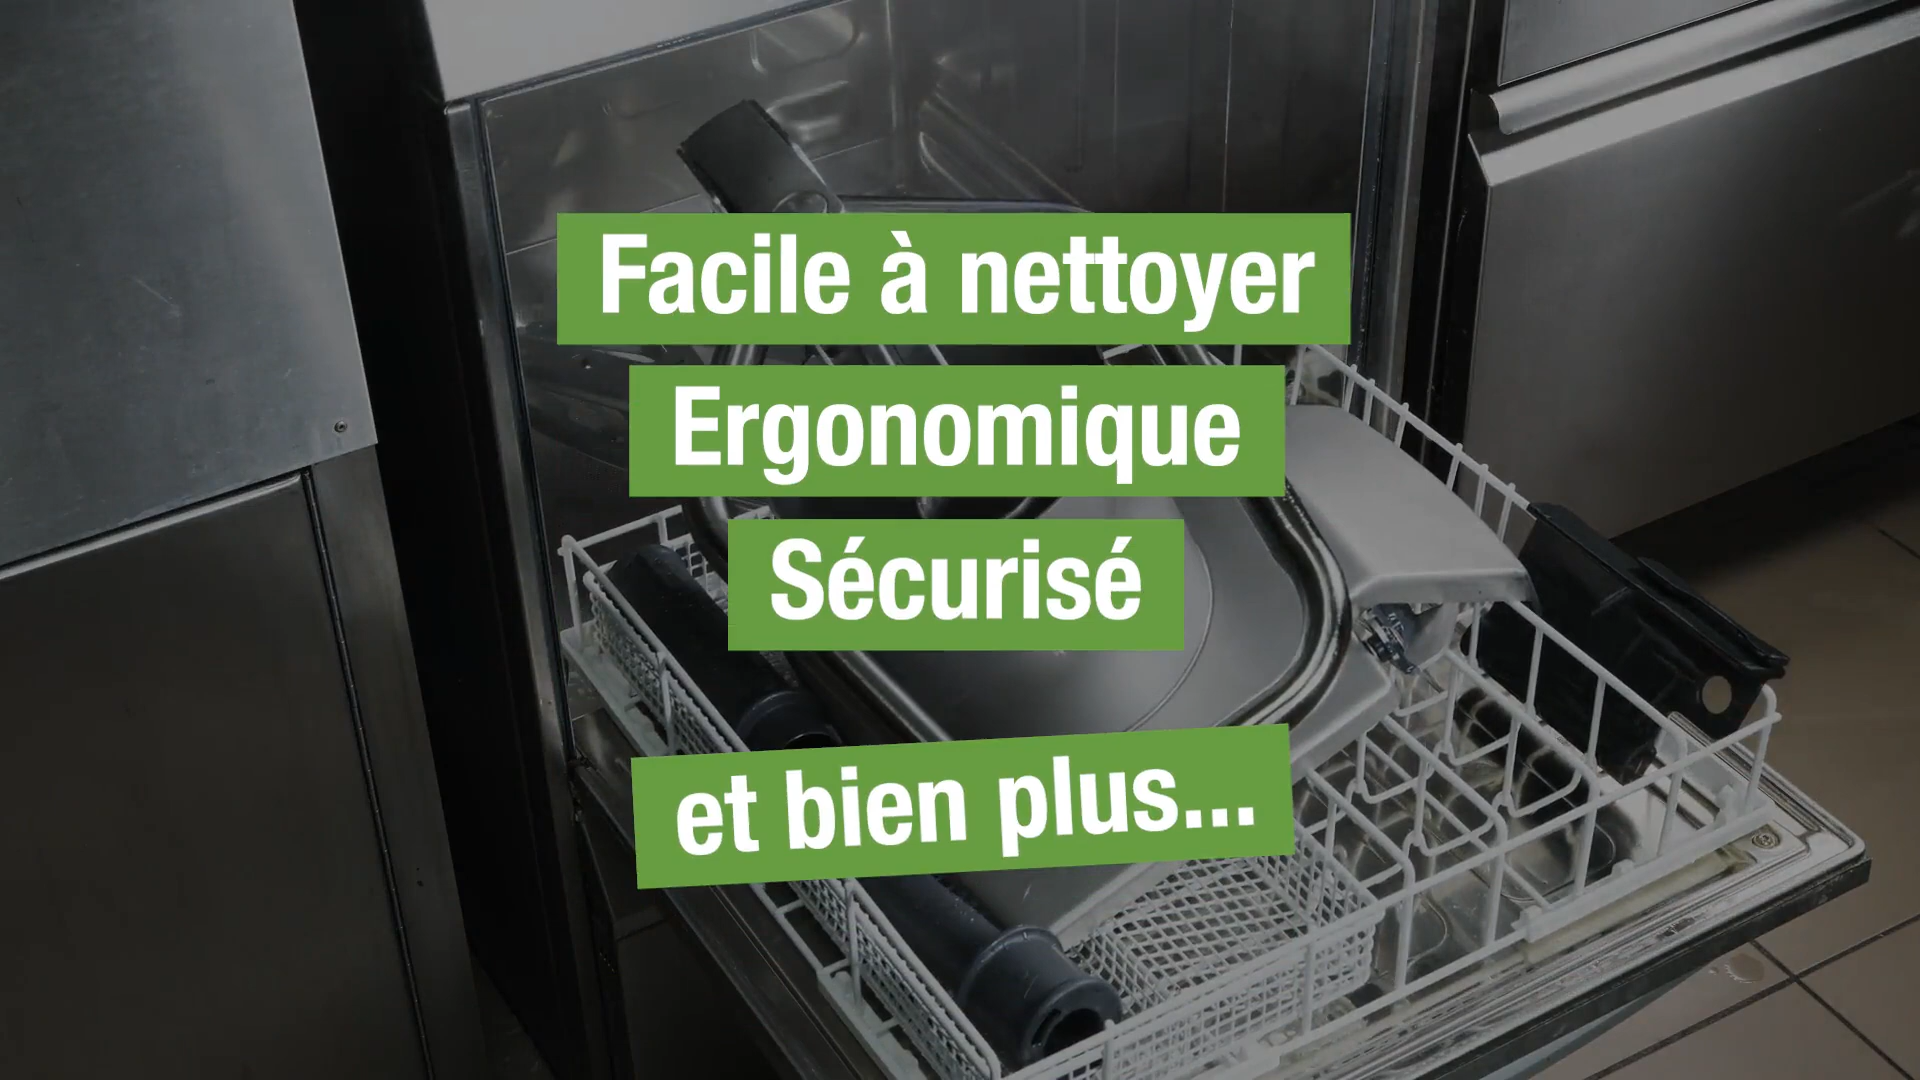 Facile à nettoyer
Ergonomique
Sécurisé
et bien plus...